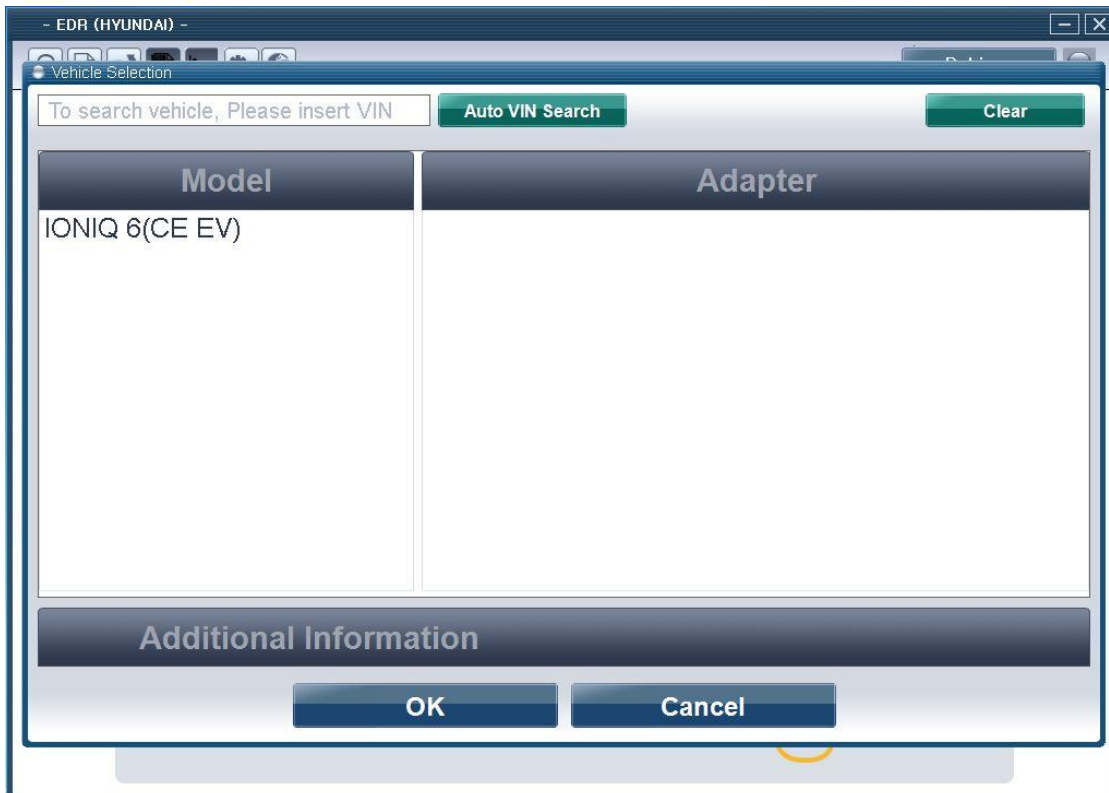 - EDR (HYUNDAI) -
Vehicle Selection
To search vehicle, Please insert VIN
Auto VIN Search
Clear
Model
Adapter
IONIQ 6(CE EV)
Additional Information
OK
Cancel